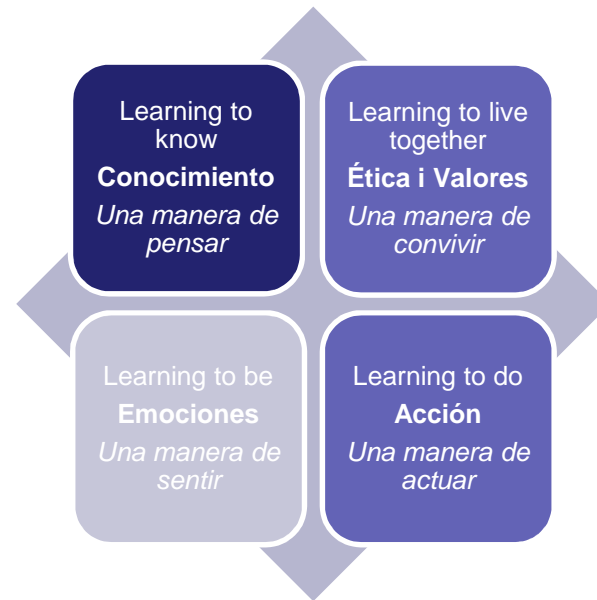 Learning to
know
Conocimiento
Una manera de
pensar
Learning to live
together
Ética i Valores
Una manera de
convivir
Learning to be
Emociones
Una manera de
sentir
Learning to do
Acción
Una manera de
actuar